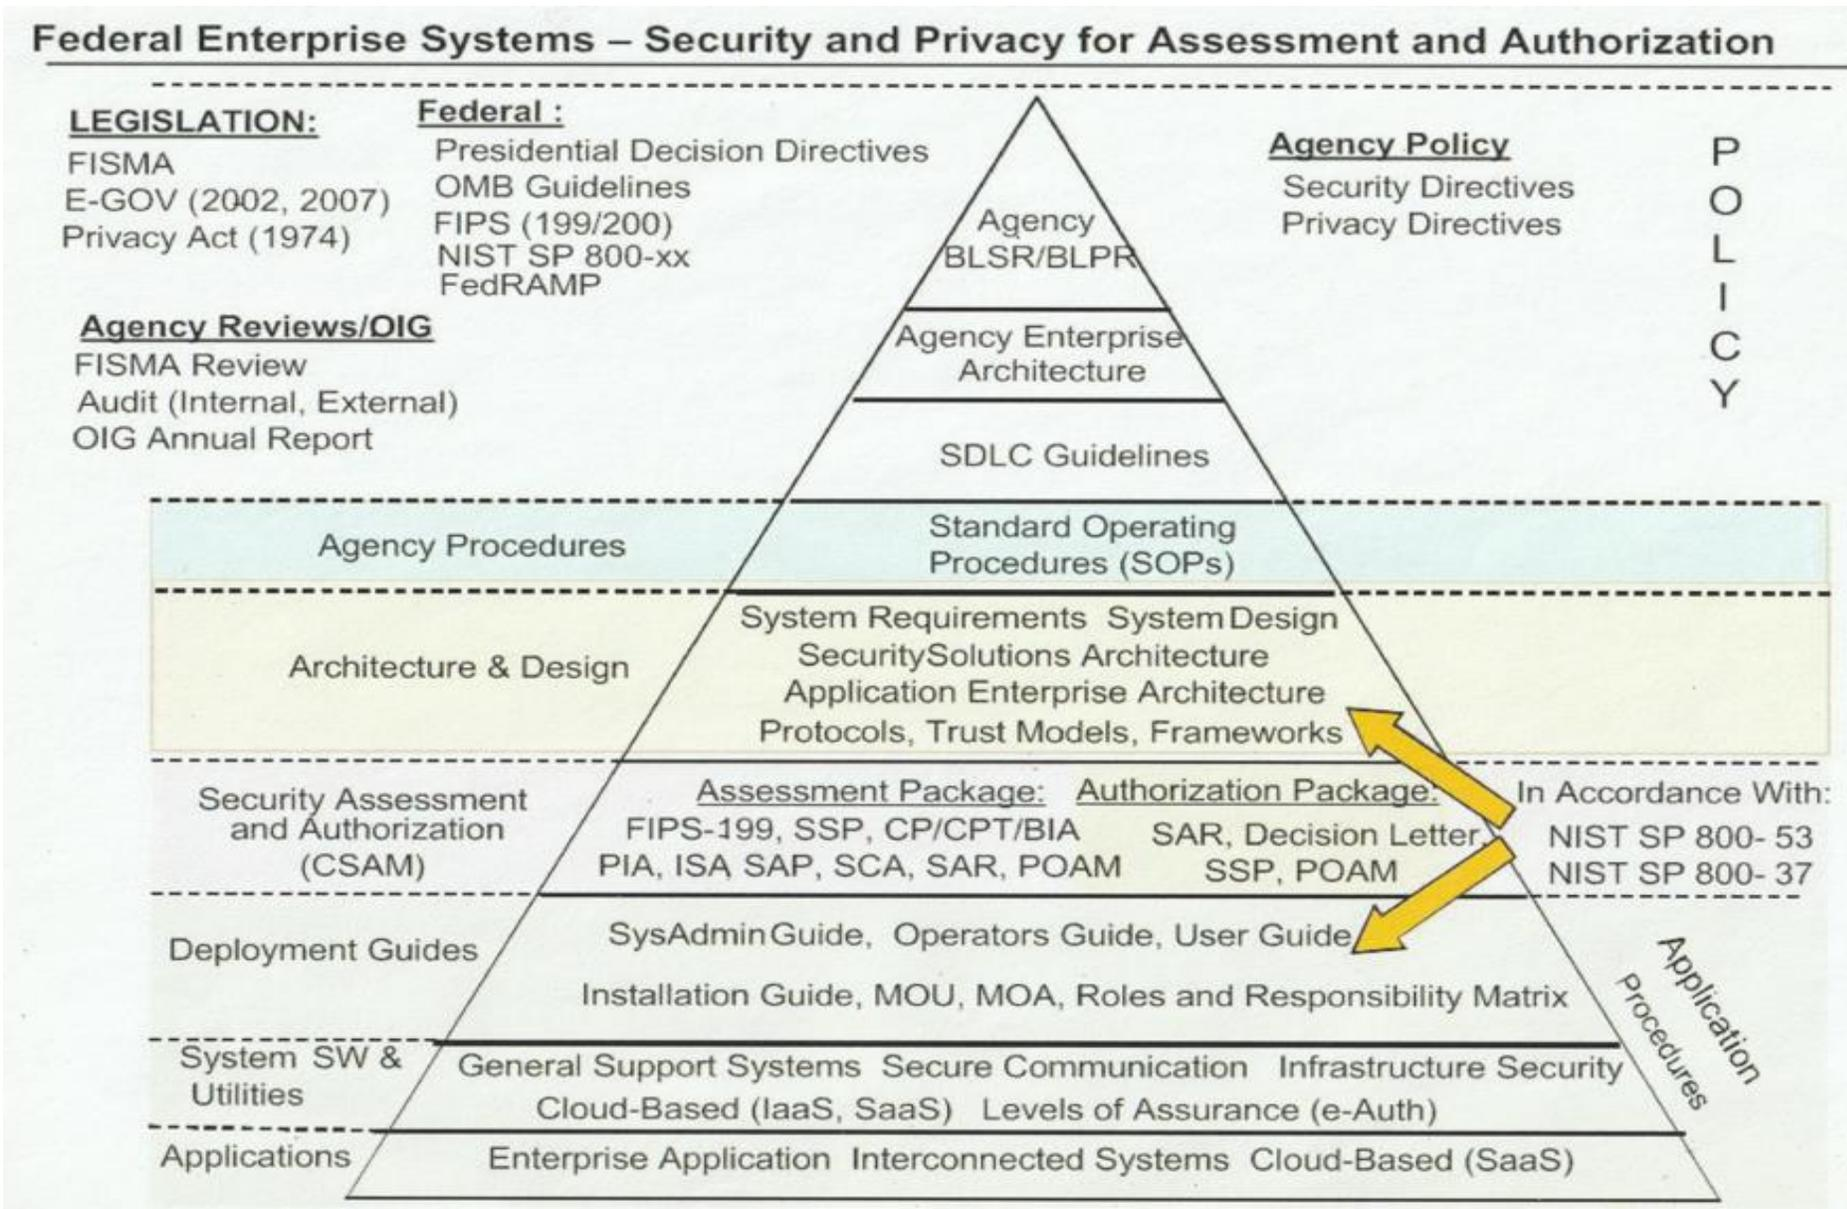 Federal Enterprise Systems – Security and Privacy for Assessment and Authorization
LEGISLATION:
FISMA
E-GOV (2002, 2007)
Privacy Act (1974)
Federal :
Presidential Decision Directives
OMB Guidelines
FIPS (199/200)
NIST SP 800-xx
FedRAMP
Agency Reviews/OIG
FISMA Review
Audit (Internal, External)
OIG Annual Report
Agency
BLSR/BLPR
Agency Enterprise
Architecture
SDLC Guidelines
Agency Policy
Security Directives
Privacy Directives
P
O
L
I
C
Y
Agency Procedures
Standard Operating
Procedures (SOPs)
Architecture & Design
System Requirements System Design
SecuritySolutions Architecture
Application Enterprise Architecture
Protocols, Trust Models, Frameworks
Security Assessment
and Authorization
(CSAM)
Assessment Package:
FIPS-199, SSP, CP/CPT/BIA
PIA, ISA SAP, SCA, SAR, POAM
Authorization Package:
SAR, Decision Letter,
SSP, POAM
In Accordance With:
NIST SP 800- 53
NIST SP 800- 37
Deployment Guides
SysAdmin Guide, Operators Guide, User Guide
Installation Guide, MOU, MOA, Roles and Responsibility Matrix
Application
Procedures
System SW &
Utilities
General Support Systems Secure Communication Infrastructure Security
Cloud-Based (IaaS, SaaS) Levels of Assurance (e-Auth)
Applications
Enterprise Application Interconnected Systems Cloud-Based (SaaS)